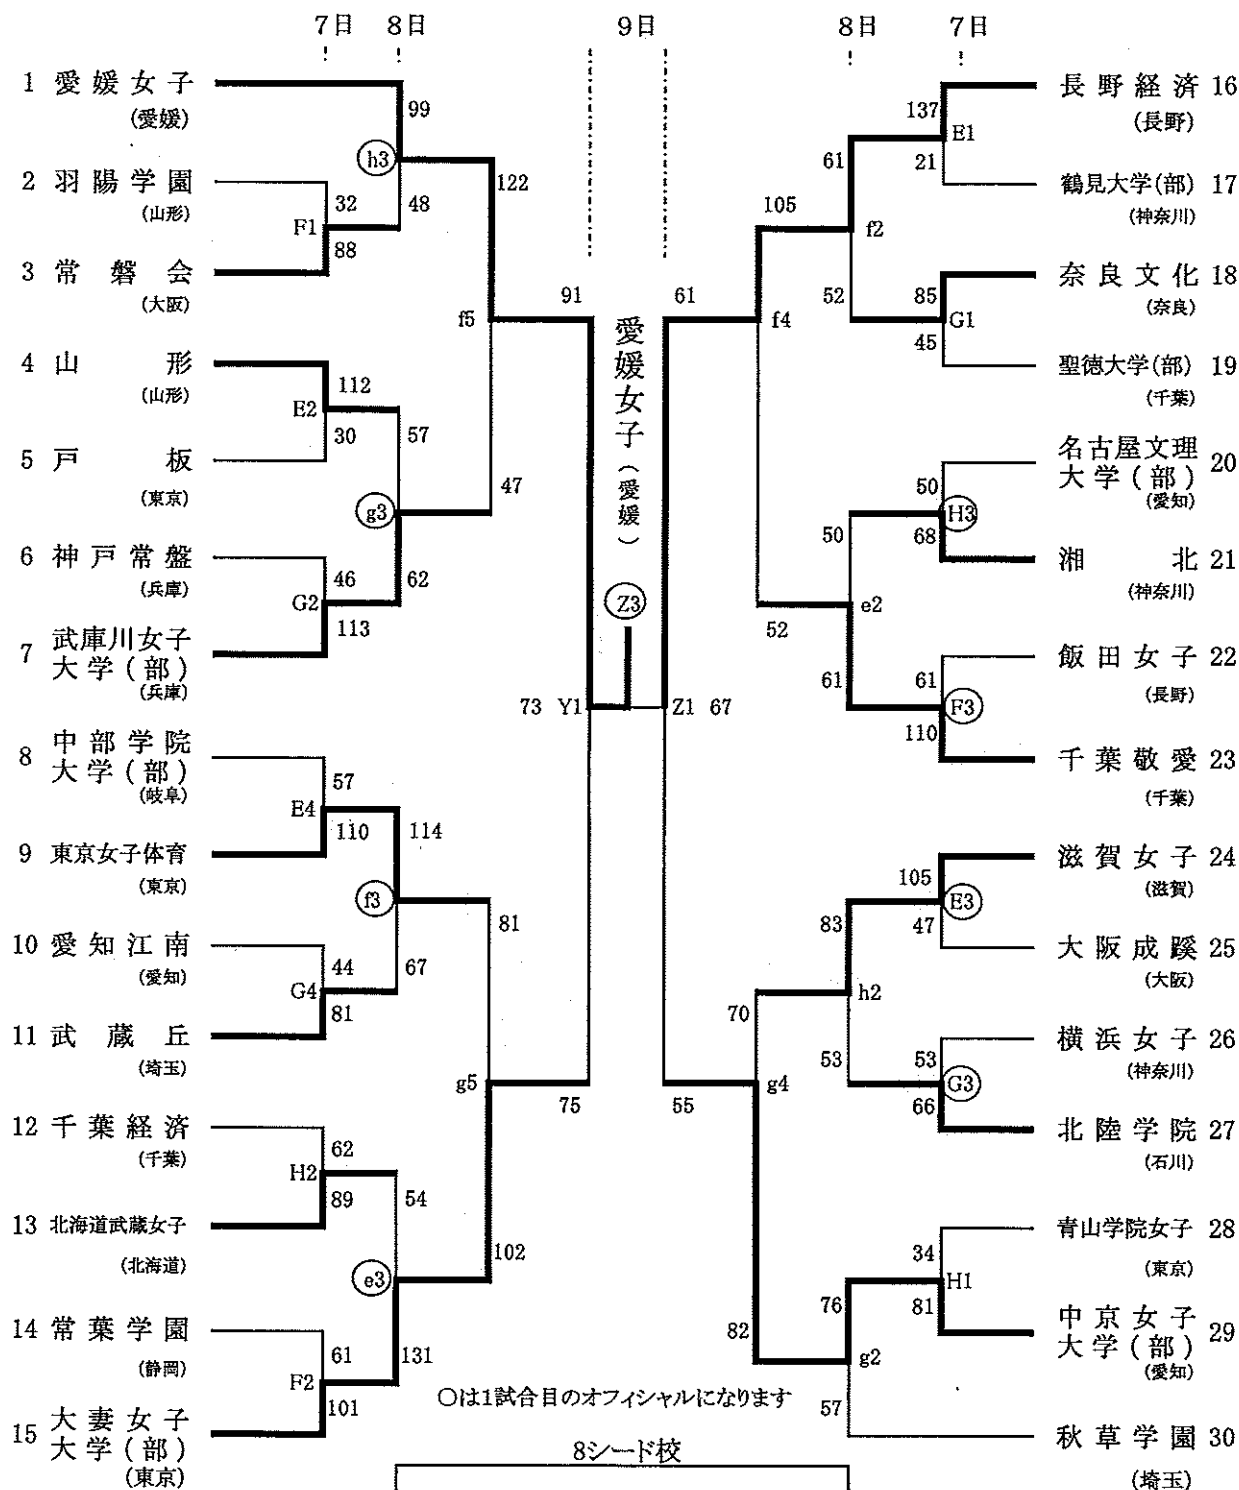 7日 8日 9日 8日 7日
1 愛媛女子
(愛媛)
2 羽陽学園
(山形)
3 常磐会
(大阪)
4 山形
(山形)
5 戸板
(東京)
6 神戸常盤
(兵庫)
7 武庫川女子
大学(部)
(兵庫)
8 中部学院
大学(部)
(岐阜)
9 東京女子体育
(東京)
10 愛知江南
(愛知)
11 武蔵丘
(埼玉)
12 千葉経済
(千葉)
13 北海道武蔵女子
(北海道)
14 常葉学園
(静岡)
15 大妻女子
大学(部)
(東京)
32
F1
88
112
E2
30
46
G2
113
57
E4
110
44
G4
81
62
H2
89
61
F2
101
99
h3
48
57
g3
62
114
f3
67
54
e3
131
122
f5
47
81
g5
102
91
73 Y1
75
愛媛女子(愛媛)
Z3
61
Z1 67
55
105
f4
52
70
g4
82
61
f2
52
50
e2
61
83
h2
53
76
g2
57
137
E1
21
85
G1
45
50
H3
68
61
F3
110
105
E3
47
53
G3
66
34
H1
81
長野経済 16
(長野)
鶴見大学(部) 17
(神奈川)
奈良文化 18
(奈良)
聖徳大学(部) 19
(千葉)
名古屋文理
大学(部) 20
(愛知)
湘北 21
(神奈川)
飯田女子 22
(長野)
千葉敬愛 23
(千葉)
滋賀女子 24
(滋賀)
大阪成蹊 25
(大阪)
横浜女子 26
(神奈川)
北陸学院 27
(石川)
青山学院女子 28
(東京)
中京女子
大学(部) 29
(愛知)
秋草学園 30
(埼玉)
○は1試合目のオフィシャルになります
8シード校